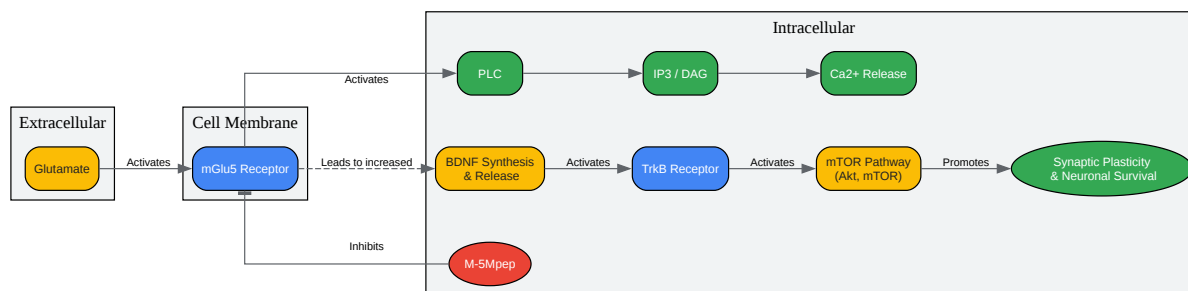 Intracellular
PLC
IP3 / DAG
Ca2+ Release
Activates
Extracellular
Cell Membrane
Glutamate
Activates
mGlu5 Receptor
Leads to increased
BDNF Synthesis
& Release
Activates
TrkB Receptor
Activates
mTOR Pathway
(Akt, mTOR)
Promotes
Synaptic Plasticity
& Neuronal Survival
Inhibits
M-5Mpep